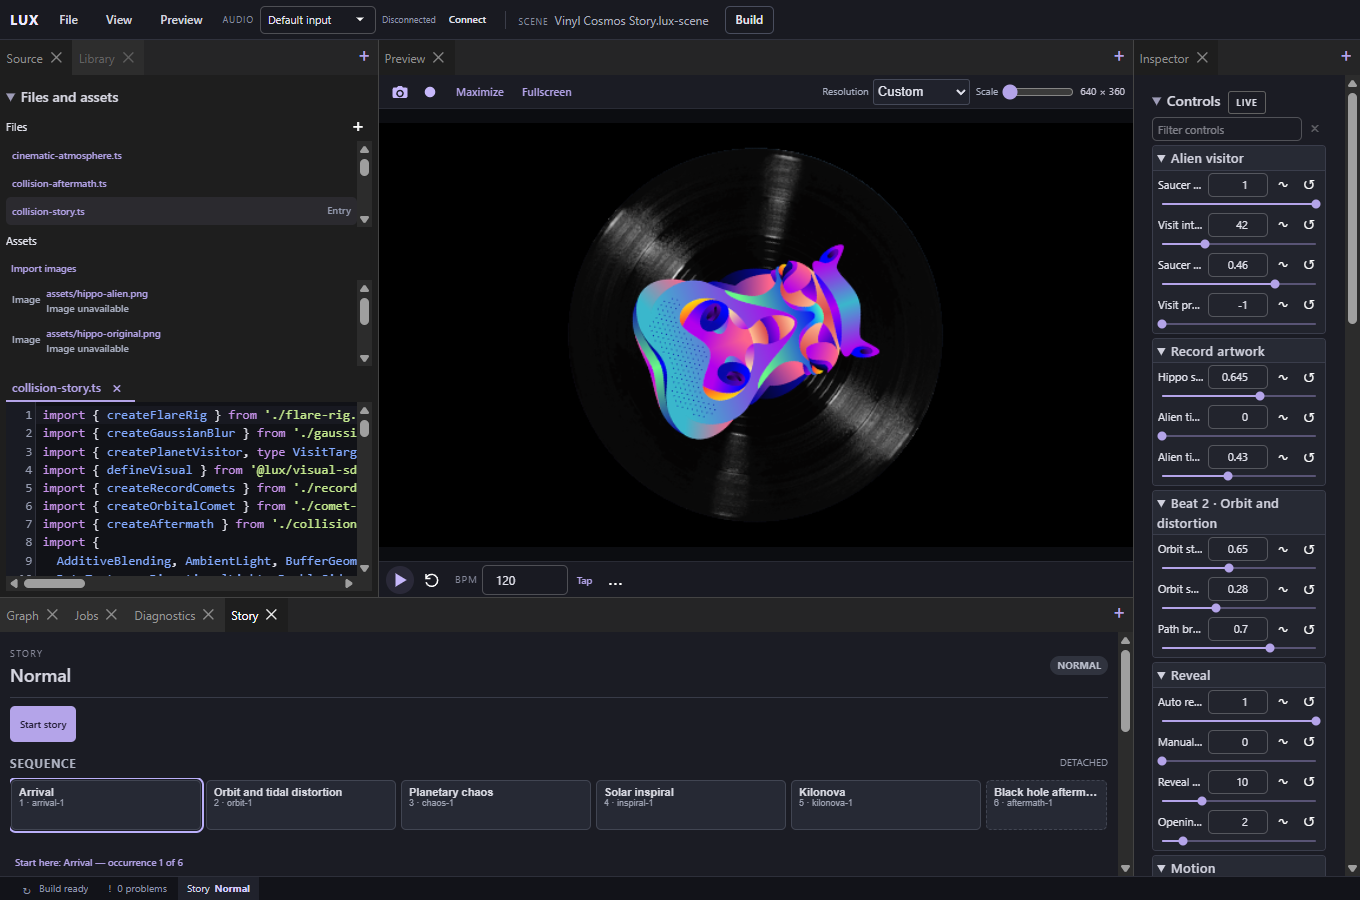 LUX File View Preview AUDIO Default input Disconnected Connect SCENE Vinyl Cosmos Story.lux-scene Build
Source Library +
Files and assets
Files +
cinematic-atmosphere.ts
collision-aftermath.ts
collision-story.ts Entry
Assets
Import images
Image assets/hippo-alien.png
Image unavailable
Image assets/hippo-original.png
Image unavailable
collision-story.ts ×
1 import { createFlareRig } from './flare-rig.
2 import { createGaussianBlur } from './gaussi
3 import { createPlanetVisitor, type VisitTarg
4 import { defineVisual } from '@lux/visual-sd
5 import { createRecordComets } from './record
6 import { createOrbitalComet } from './comet-
7 import { createAftermath } from './collision
8 import {
9 AdditiveBlending, AmbientLight, BufferGeom
Preview +
Maximize Fullscreen Resolution Custom Scale 640 × 360
BPM 120 Tap ...
Inspector +
Controls LIVE
Filter controls ×
Alien visitor
Saucer ... 1
Visit int... 42
Saucer ... 0.46
Visit pr... -1
Record artwork
Hippo s... 0.645
Alien ti... 0
Alien ti... 0.43
Beat 2 · Orbit and
distortion
Orbit st... 0.65
Orbit s... 0.28
Path br... 0.7
Reveal
Auto re... 1
Manual... 0
Reveal ... 10
Openin... 2
Motion
Graph Jobs Diagnostics Story +
STORY
Normal NORMAL
Start story
SEQUENCE DETACHED
Arrival
1 · arrival-1
Orbit and tidal distortion
2 · orbit-1
Planetary chaos
3 · chaos-1
Solar inspiral
4 · inspiral-1
Kilonova
5 · kilonova-1
Black hole afterm...
6 · aftermath-1
Start here: Arrival — occurrence 1 of 6
Build ready ! 0 problems Story Normal